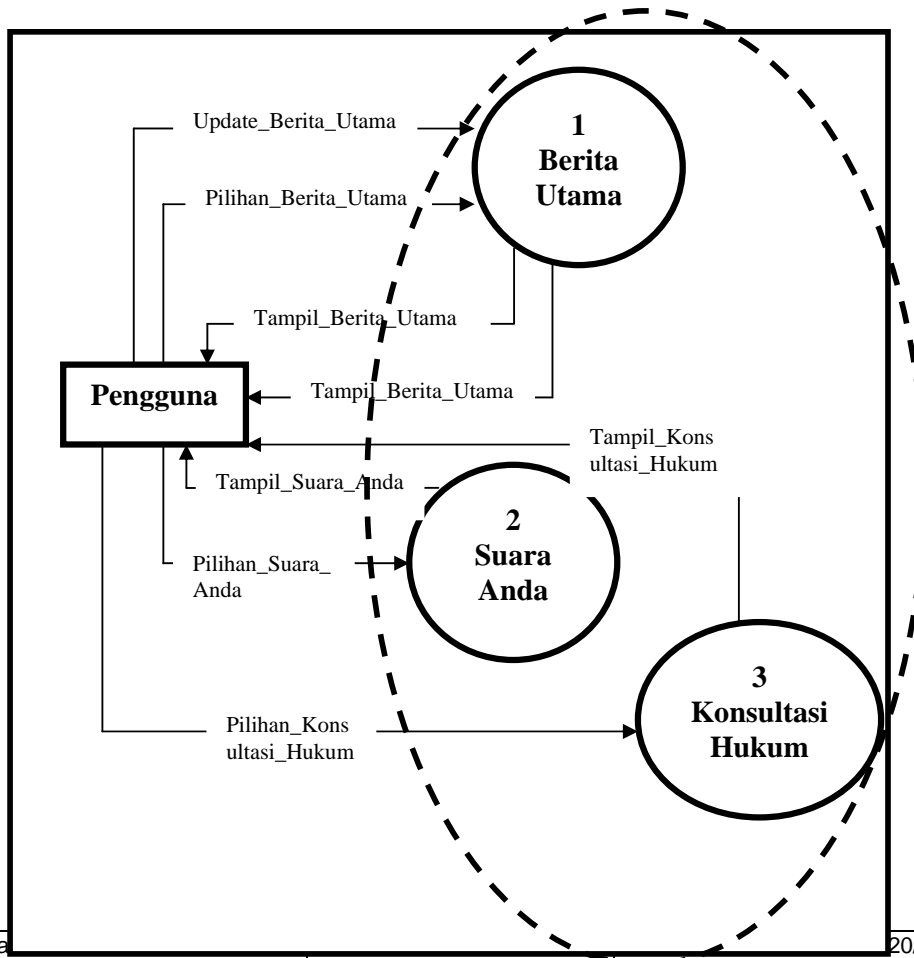 Update_Berita_Utama
1
Berita
Utama
Pilihan_Berita_Utama
Tampil_Berita_Utama
Pengguna
Tampil_Berita_Utama
Tampil_Kons
ultasi_Hukum
Tampil_Suara_Anda
2
Suara
Anda
Pilihan_Suara_
Anda
3
Konsultasi
Hukum
Pilihan_Kons
ultasi_Hukum